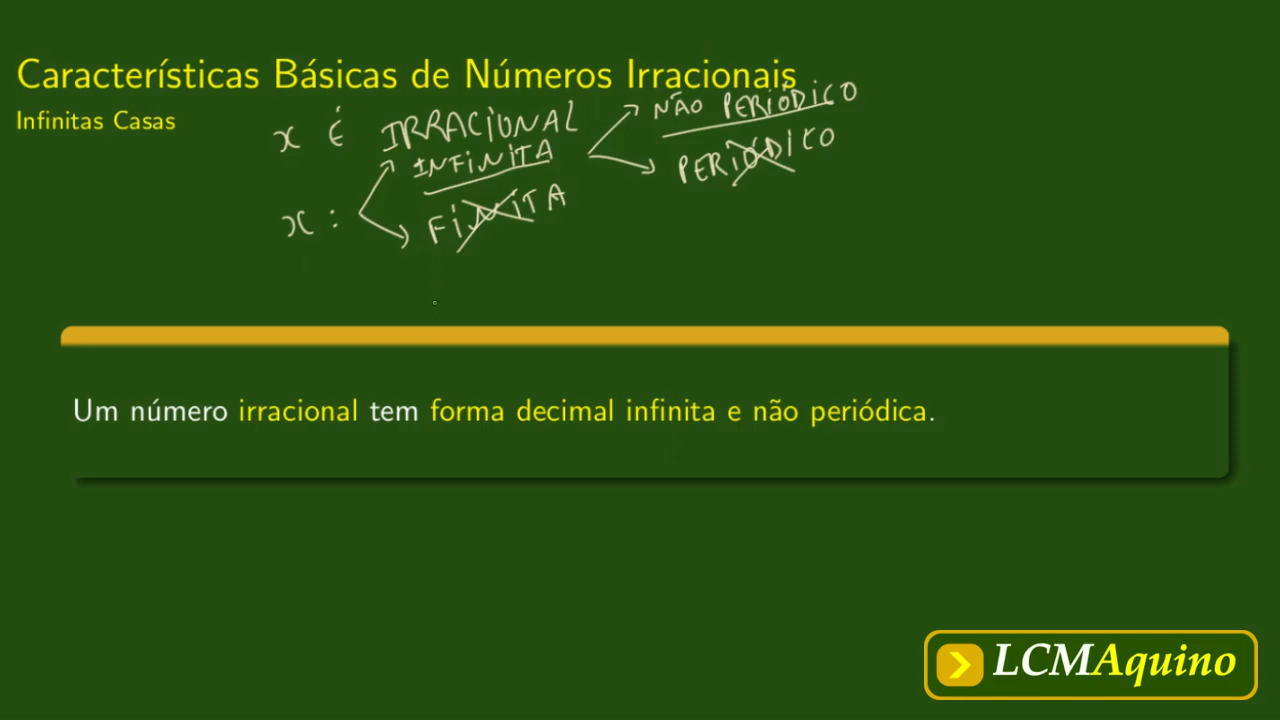 Características Básicas de Números Irracionais
Infinitas Casas
x É IRRACIONAL
NÃO PERIÓDICO
INFINITA
PERIÓDICO
x :
FINITA
Um número irracional tem forma decimal infinita e não periódica.
LCMAquino